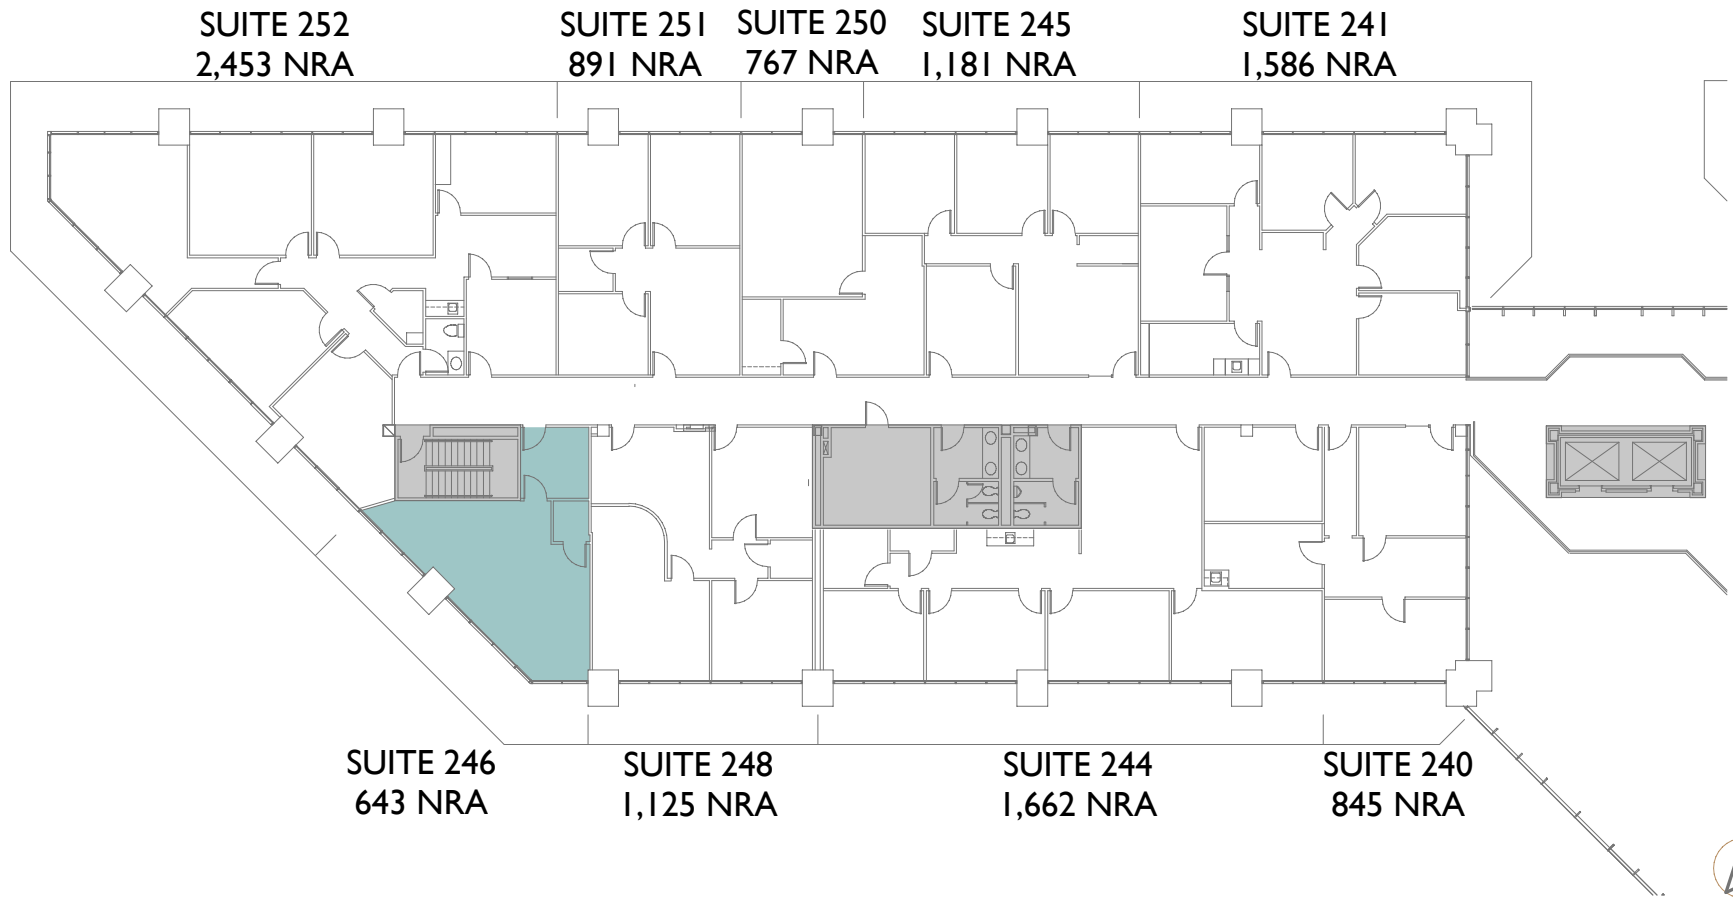 SUITE 252
2,453 NRA
SUITE 251
891 NRA
SUITE 250
767 NRA
SUITE 245
1,181 NRA
SUITE 241
1,586 NRA
SUITE 246
643 NRA
SUITE 248
1,125 NRA
SUITE 244
1,662 NRA
SUITE 240
845 NRA